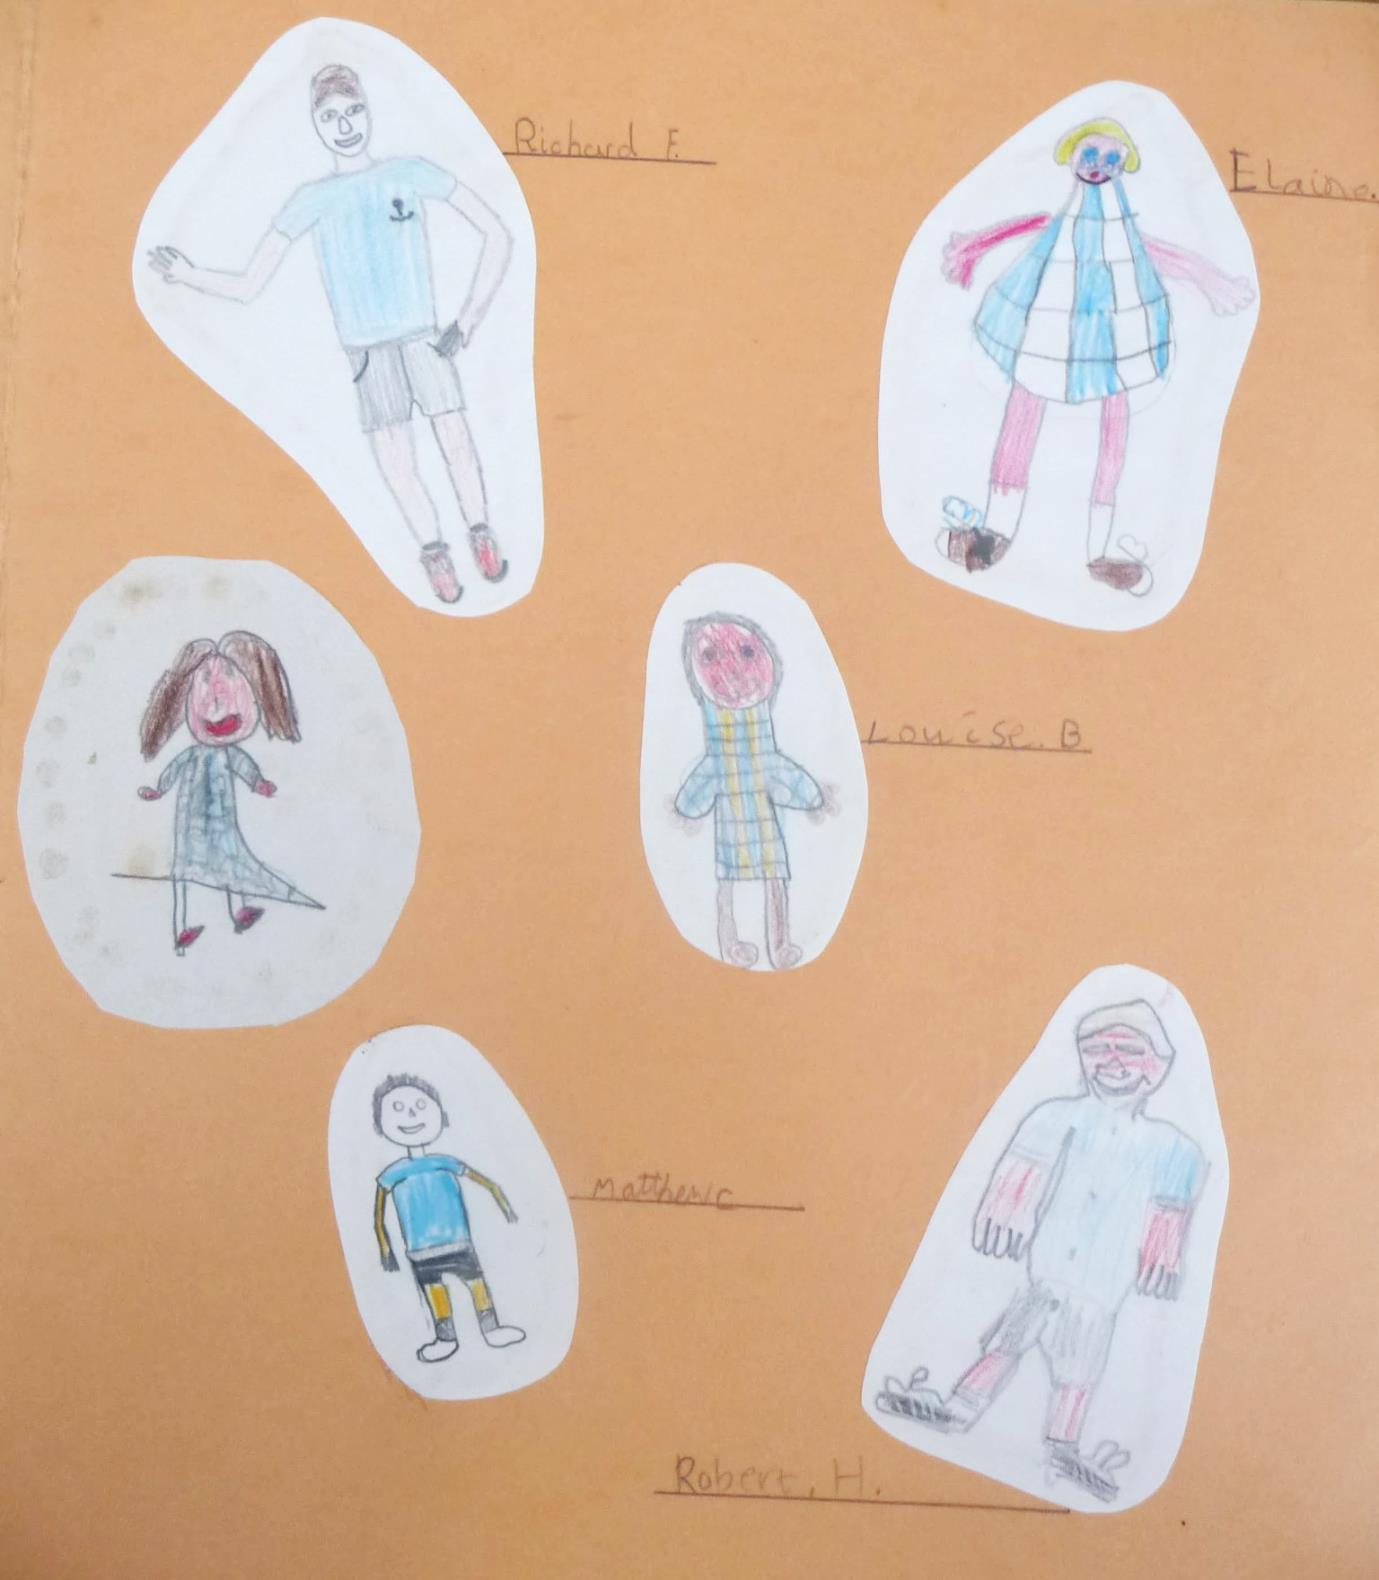 Richard F.
Elaine.
Louise. B
Matthew C
Robert. H.